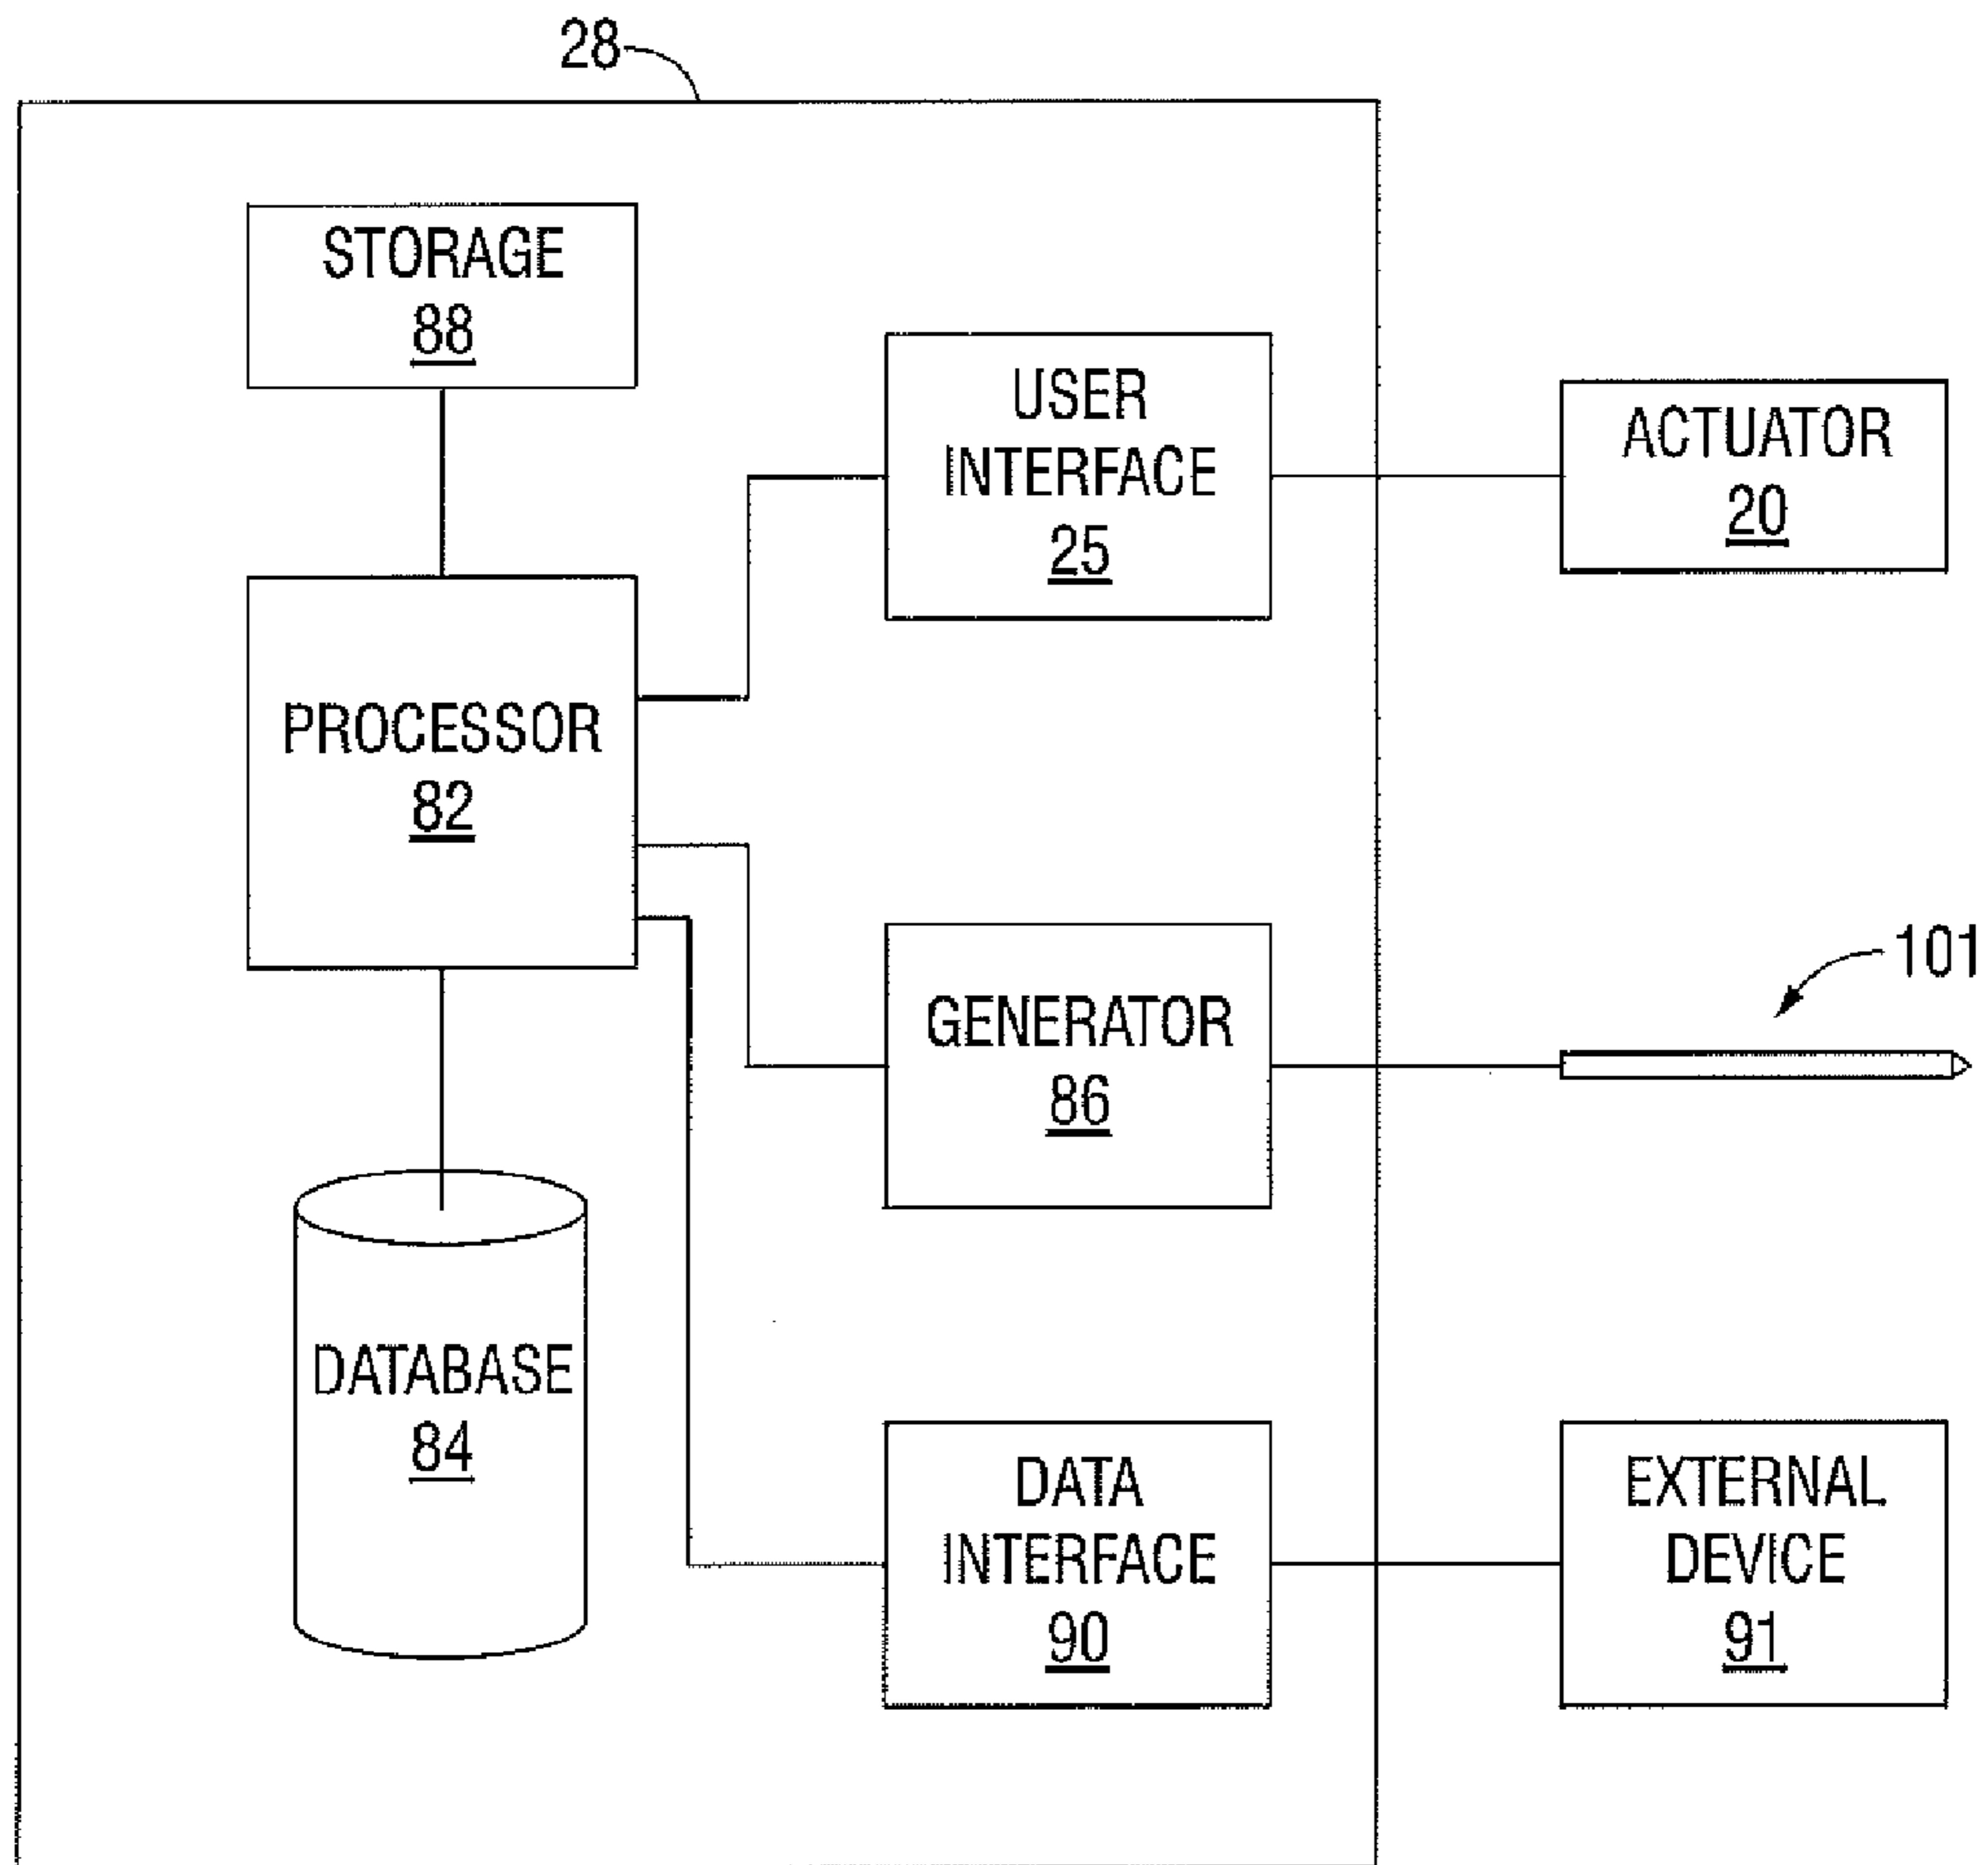 28
STORAGE
88
USER
INTERFACE
25
ACTUATOR
20
PROCESSOR
82
GENERATOR
86
101
DATABASE
84
DATA
INTERFACE
90
EXTERNAL
DEVICE
91